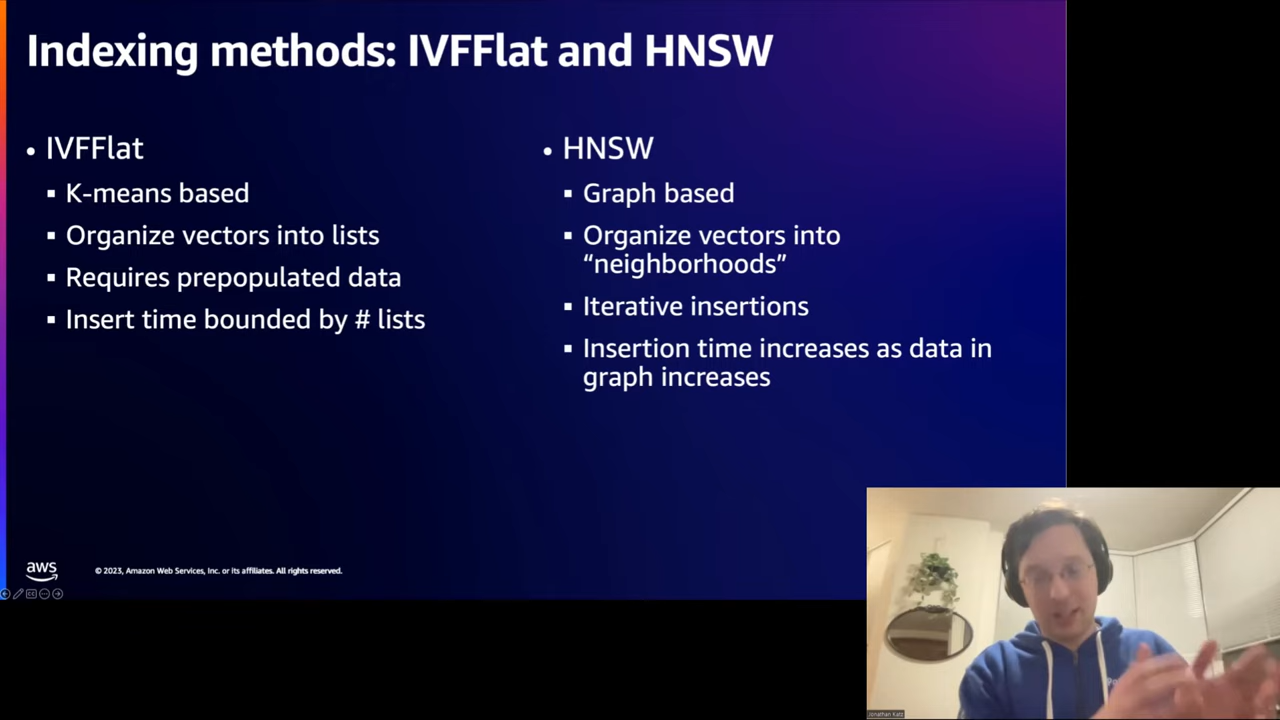 Indexing methods: IVFFlat and HNSW
• IVFFlat
▪ K-means based
▪ Organize vectors into lists
▪ Requires prepopulated data
▪ Insert time bounded by # lists
• HNSW
▪ Graph based
▪ Organize vectors into
“neighborhoods”
▪ Iterative insertions
▪ Insertion time increases as data in
graph increases
aws
© 2023, Amazon Web Services, Inc. or its affiliates. All rights reserved.
Jonathan Katz